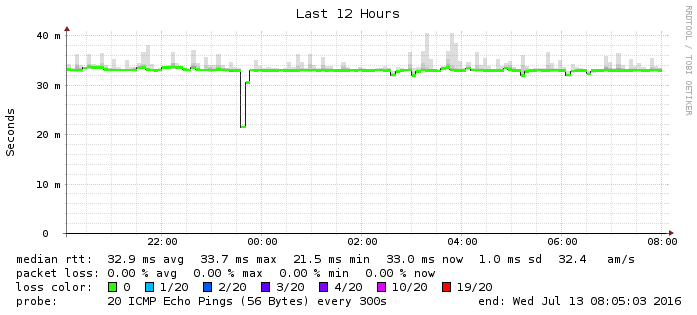 Last 12 Hours
RRDTOOL / TOBI OETIKER
Seconds
40 m
30 m
20 m
10 m
0
22:00 00:00 02:00 04:00 06:00 08:00
median rtt: 32.9 ms avg 33.7 ms max 21.5 ms min 33.0 ms now 1.0 ms sd 32.4 am/s
packet loss: 0.00 % avg 0.00 % max 0.00 % min 0.00 % now
loss color: 0 1/20 2/20 3/20 4/20 10/20 19/20
probe: 20 ICMP Echo Pings (56 Bytes) every 300s end: Wed Jul 13 08:05:03 2016